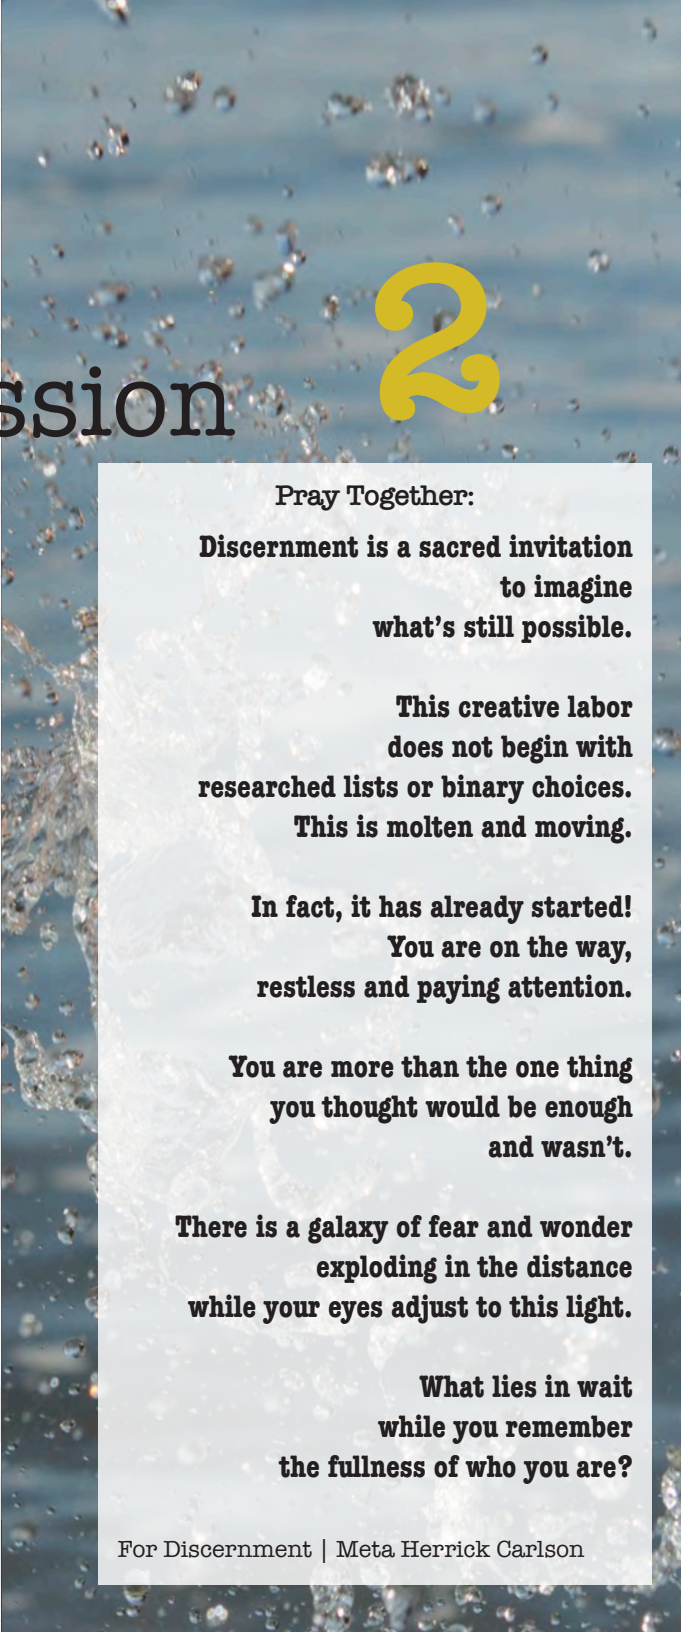 ssion 2
Pray Together:
Discernment is a sacred invitation
to imagine
what's still possible.
This creative labor
does not begin with
researched lists or binary choices.
This is molten and moving.
In fact, it has already started!
You are on the way,
restless and paying attention.
You are more than the one thing
you thought would be enough
and wasn't.
There is a galaxy of fear and wonder
exploding in the distance
while your eyes adjust to this light.
What lies in wait
while you remember
the fullness of who you are?
For Discernment | Meta Herrick Carlson